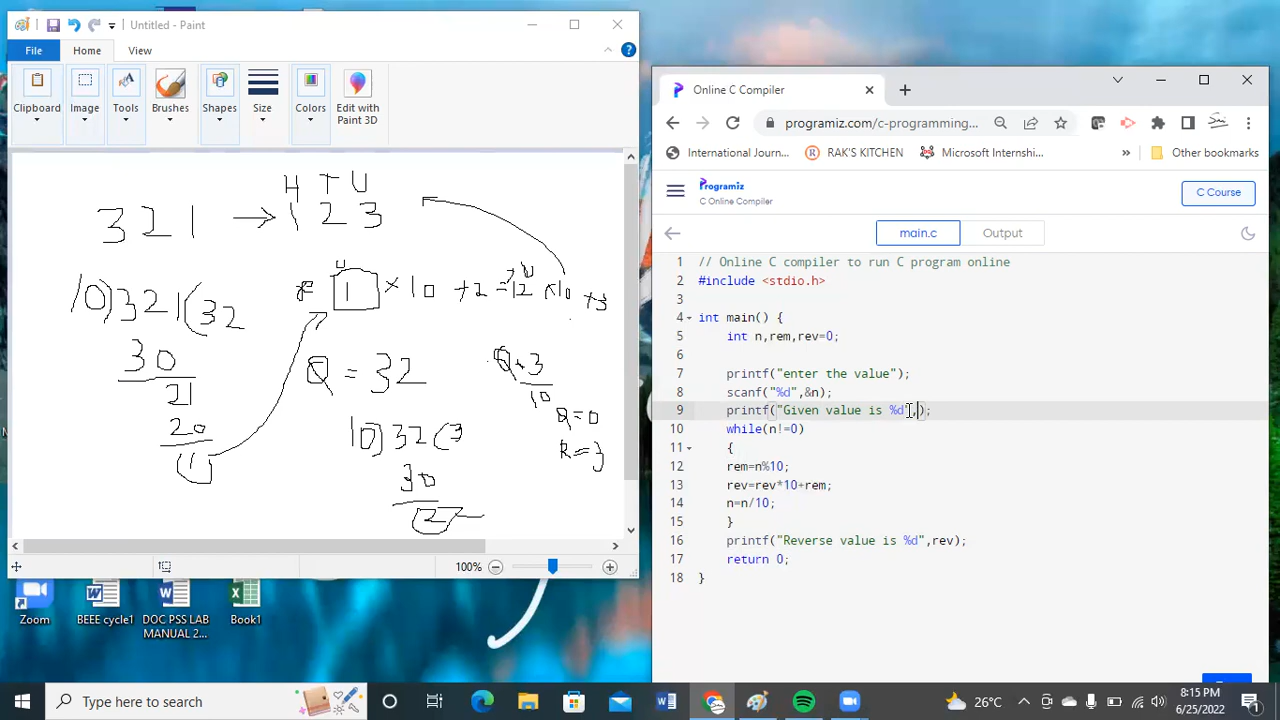 Untitled - Paint
File Home View
Clipboard
Image
Tools
Brushes
Shapes
Size
Colors
Edit with
Paint 3D
H T U
3 2 1 → 1 2 3
1 × 10 + 2 = 12 × 10 + 3
10)321(32
30
21
20
1
Q = 32
10)32(3
30
2
3
10
Q = 0
R = 3
100%
Zoom
BEEE cycle1
DOC PSS LAB
MANUAL 2...
Book1
Online C Compiler
programiz.com/c-programming...
International Journ...
RAK'S KITCHEN
Microsoft Internshi...
»
Other bookmarks
Programiz
C Online Compiler
C Course
main.c
Output
1 // Online C compiler to run C program online
2 #include <stdio.h>
3
4 int main() {
5 int n,rem,rev=0;
6
7 printf("enter the value");
8 scanf("%d",&n);
9 printf("Given value is %d",);
10 while(n!=0)
11 {
12 rem=n%10;
13 rev=rev*10+rem;
14 n=n/10;
15 }
16 printf("Reverse value is %d",rev);
17 return 0;
18 }
Type here to search
26°C
8:15 PM
6/25/2022